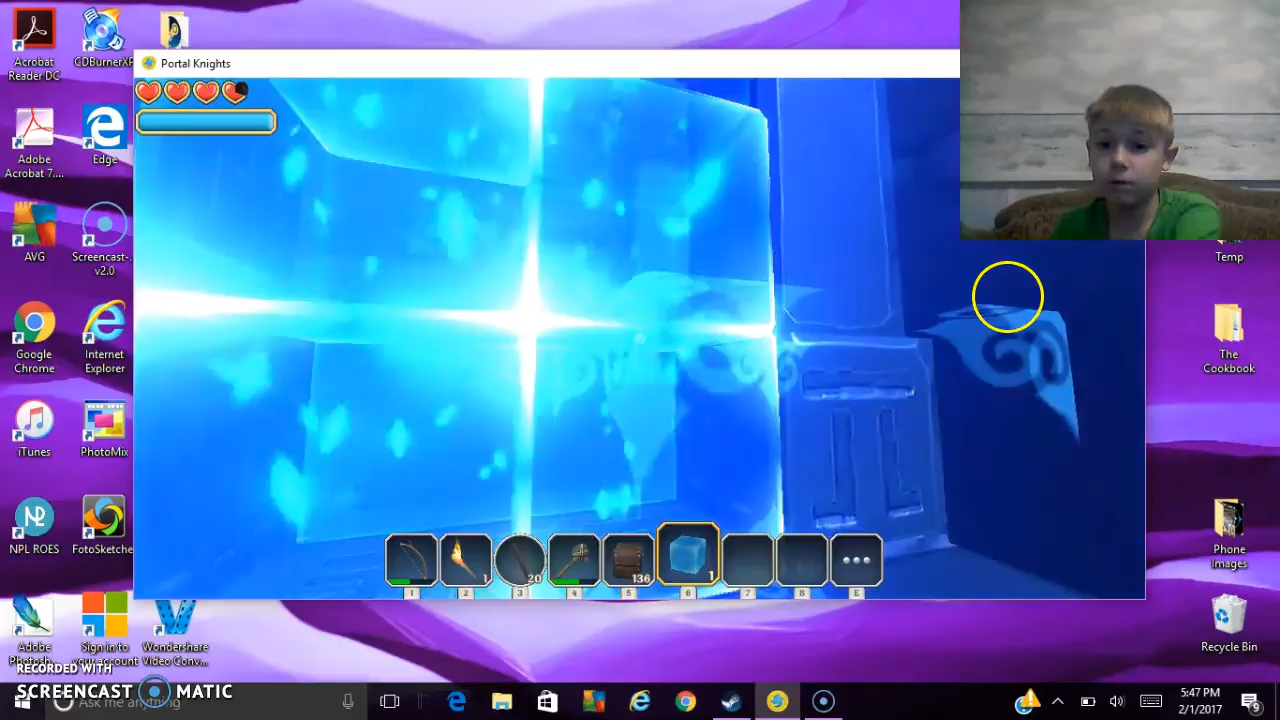 Acrobat
Reader DC
CDBurnerXP
Portal Knights
Adobe
Acrobat 7....
Edge
AVG
Screencast-...
v2.0
Temp
Google
Chrome
Internet
Explorer
The
Cookbook
iTunes
PhotoMix
NPL ROES
FotoSketche
Phone
Images
1
20
136
1
1
2
3
4
5
6
7
8
E
Adobe
Sign in to
your account
Wondershare
Video Conv...
Recycle Bin
RECORDED WITH
SCREENCAST MATIC
Ask me anything
5:47 PM
2/1/2017
9